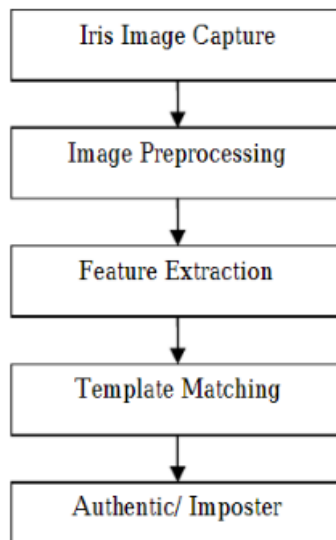 Iris Image Capture
Image Preprocessing
Feature Extraction
Template Matching
Authentic/ Imposter